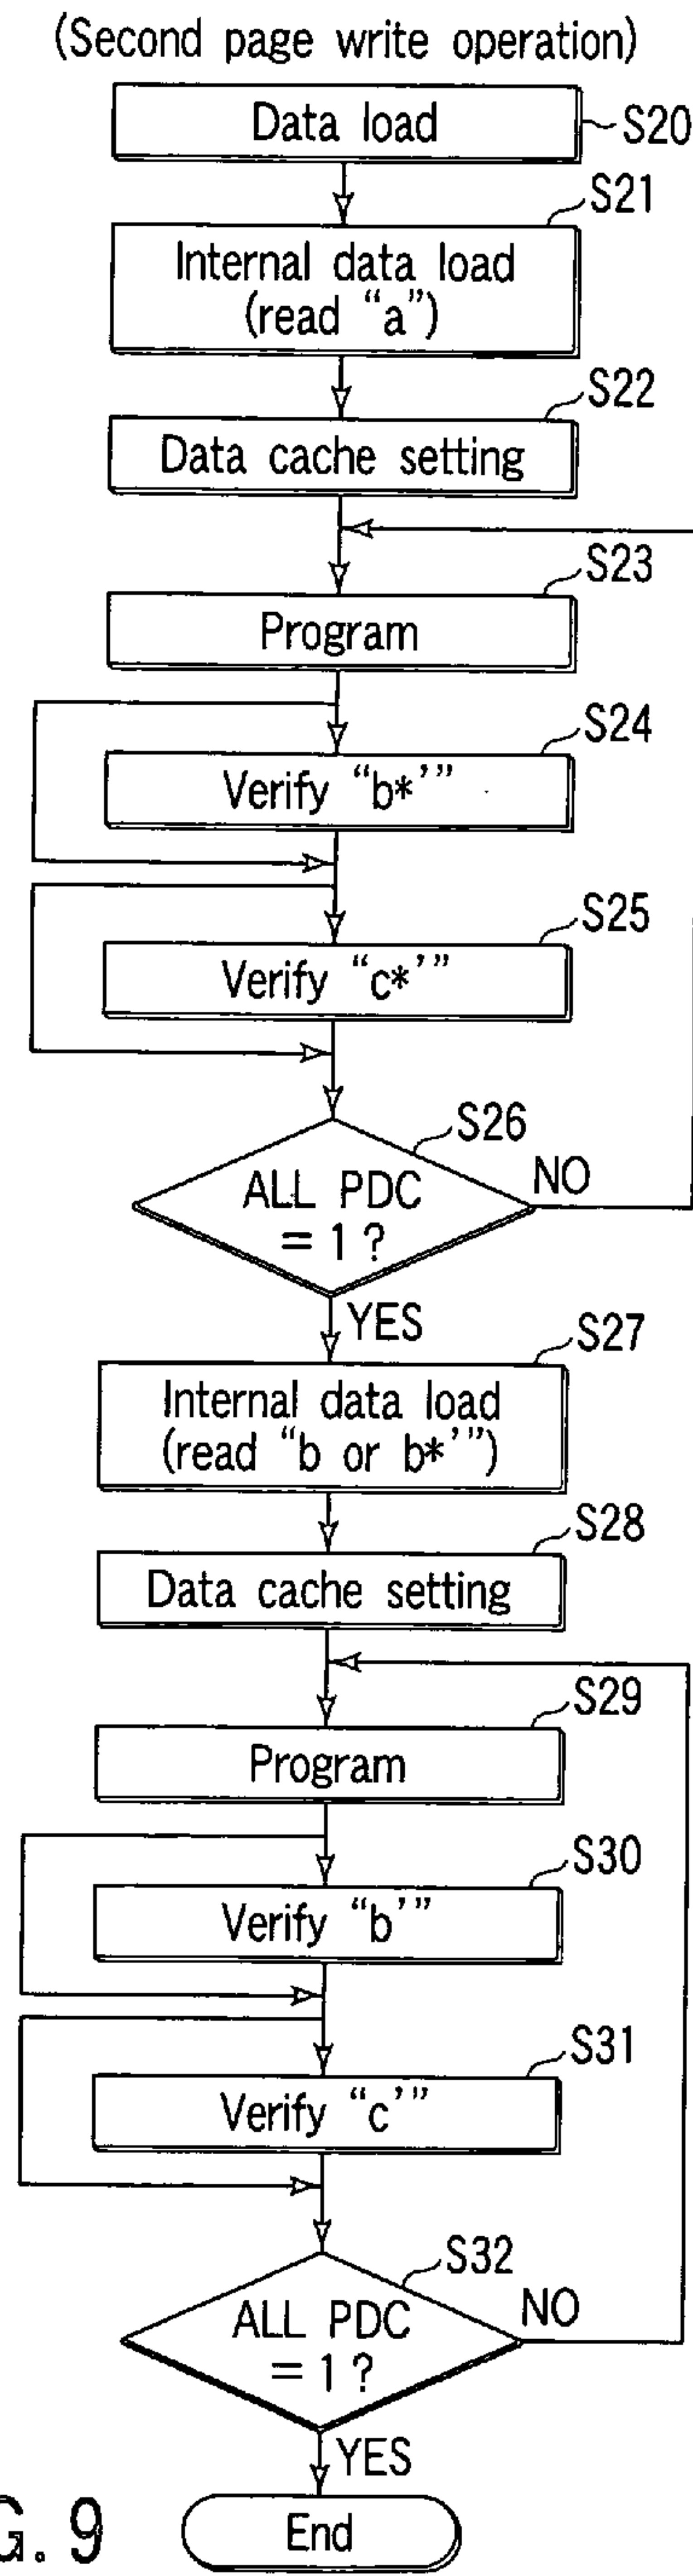 (Second page write operation)
Data load
S20
S21
Internal data load
(read “a”)
S22
Data cache setting
S23
Program
S24
Verify “b*’”
S25
Verify “c*’”
S26
ALL PDC
= 1 ?
NO
YES
S27
Internal data load
(read “b or b*’”)
S28
Data cache setting
S29
Program
S30
Verify “b’”
S31
Verify “c’”
S32
ALL PDC
= 1 ?
NO
YES
End
G. 9